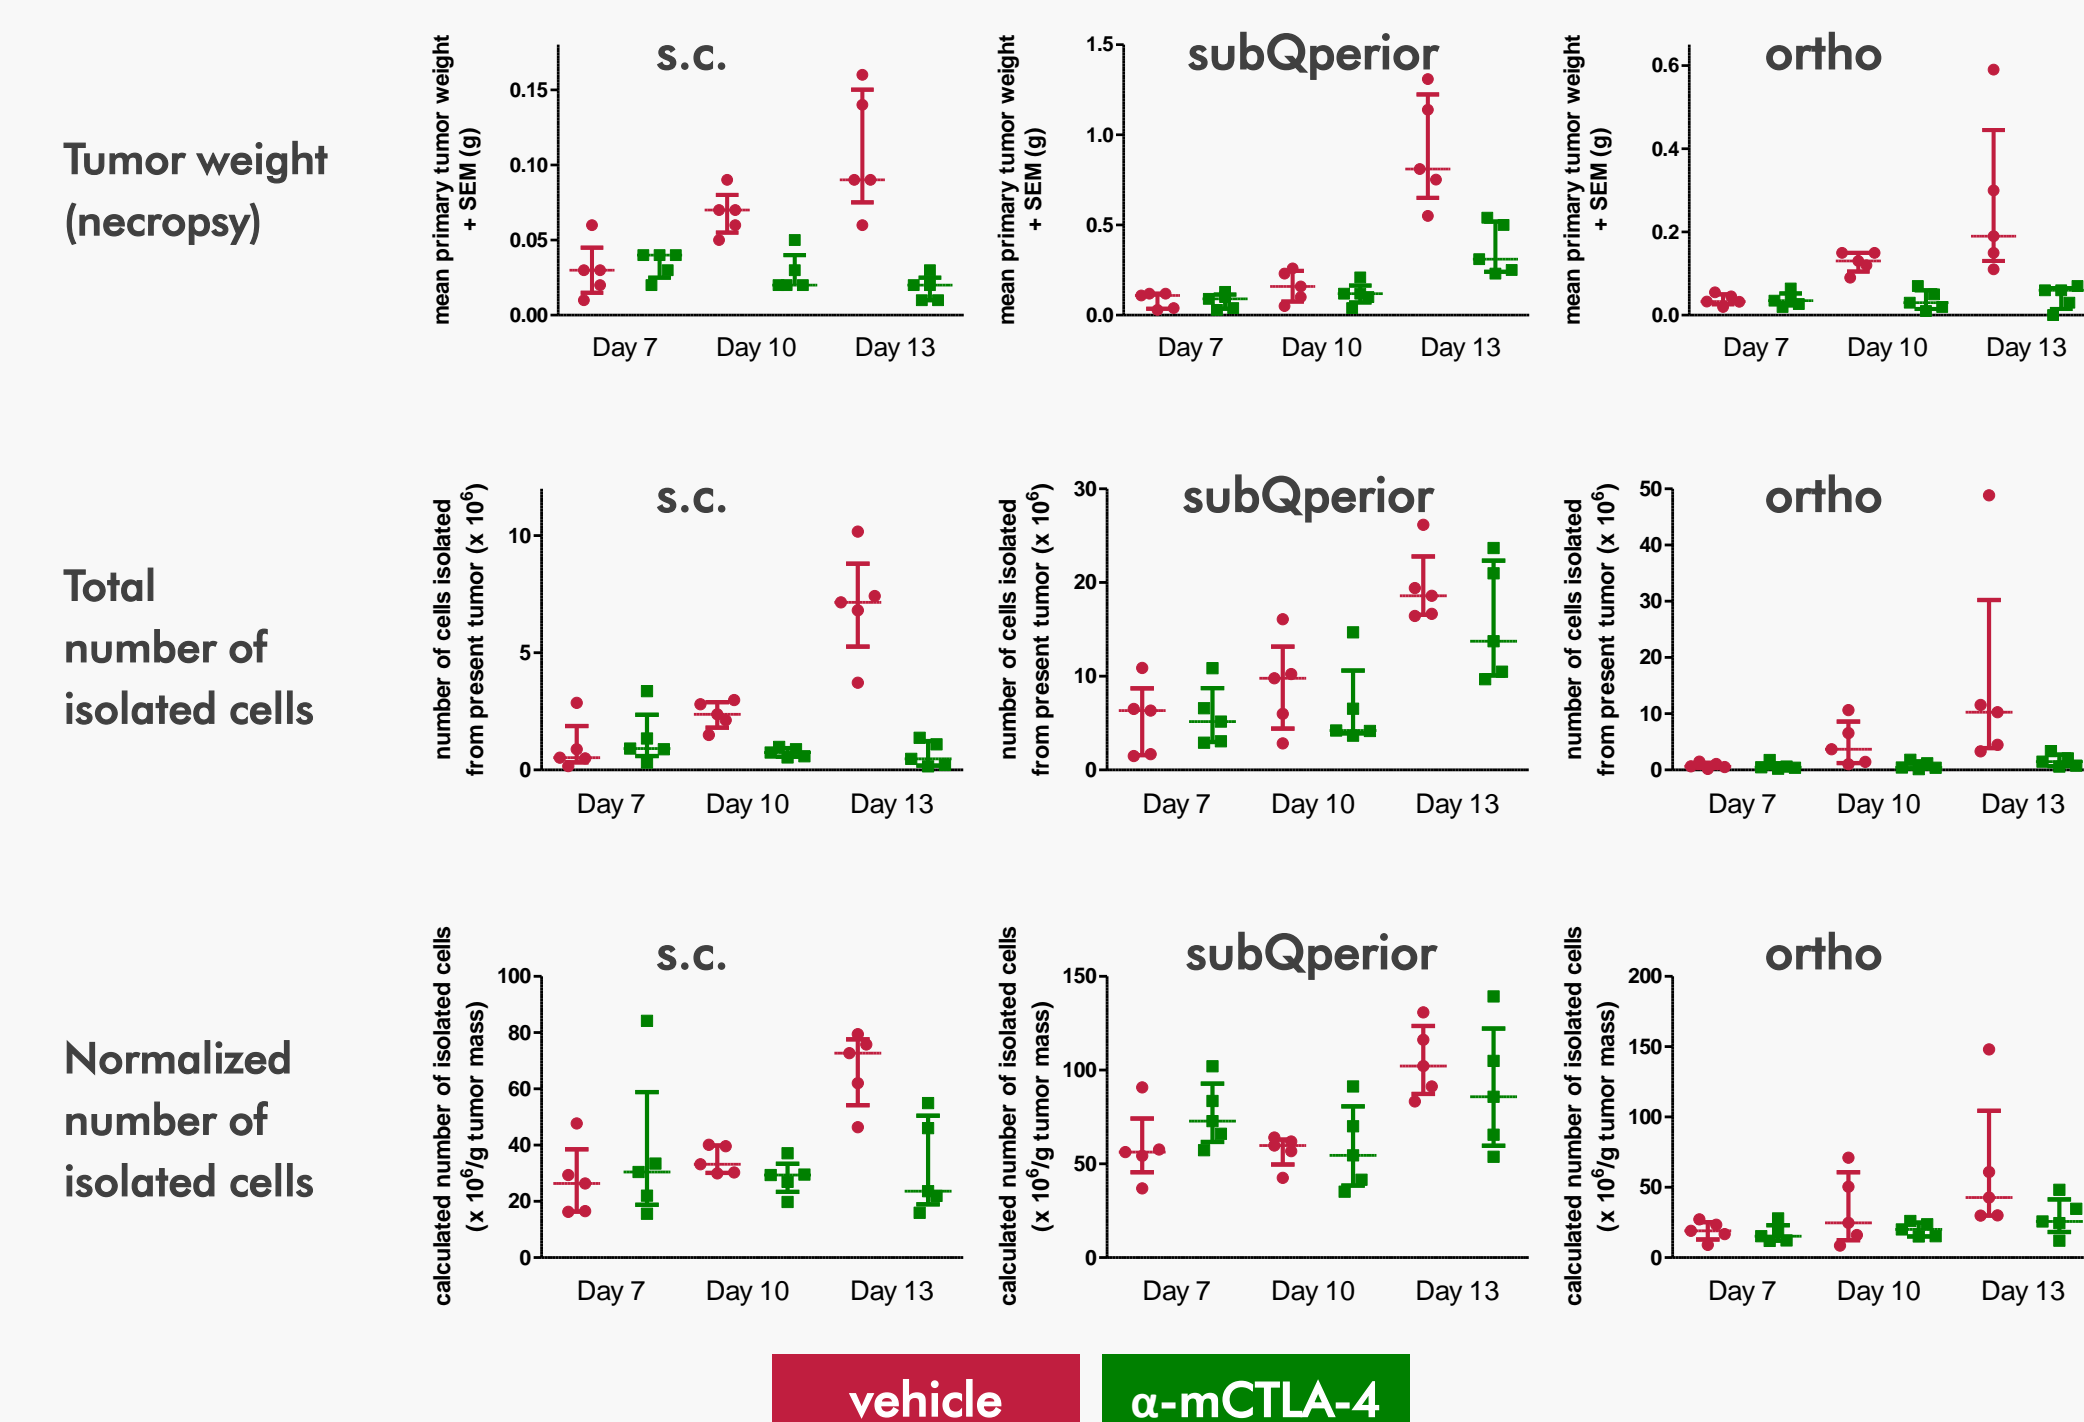 Tumor weight
(necropsy)
mean primary tumor weight
+ SEM (g)
s.c.
0.15
0.10
0.05
0.00
Day 7 Day 10 Day 13
mean primary tumor weight
+ SEM (g)
subQperior
1.5
1.0
0.5
0.0
Day 7 Day 10 Day 13
mean primary tumor weight
+ SEM (g)
ortho
0.6
0.4
0.2
0.0
Day 7 Day 10 Day 13
Total
number of
isolated cells
number of cells isolated
from present tumor (x 10⁶)
s.c.
10
5
0
Day 7 Day 10 Day 13
number of cells isolated
from present tumor (x 10⁶)
subQperior
30
20
10
0
Day 7 Day 10 Day 13
number of cells isolated
from present tumor (x 10⁶)
ortho
50
40
30
20
10
0
Day 7 Day 10 Day 13
Normalized
number of
isolated cells
calculated number of isolated cells
(x 10⁶/g tumor mass)
s.c.
100
80
60
40
20
0
Day 7 Day 10 Day 13
calculated number of isolated cells
(x 10⁶/g tumor mass)
subQperior
150
100
50
0
Day 7 Day 10 Day 13
calculated number of isolated cells
(x 10⁶/g tumor mass)
ortho
200
150
100
50
0
Day 7 Day 10 Day 13
vehicle
α-mCTLA-4